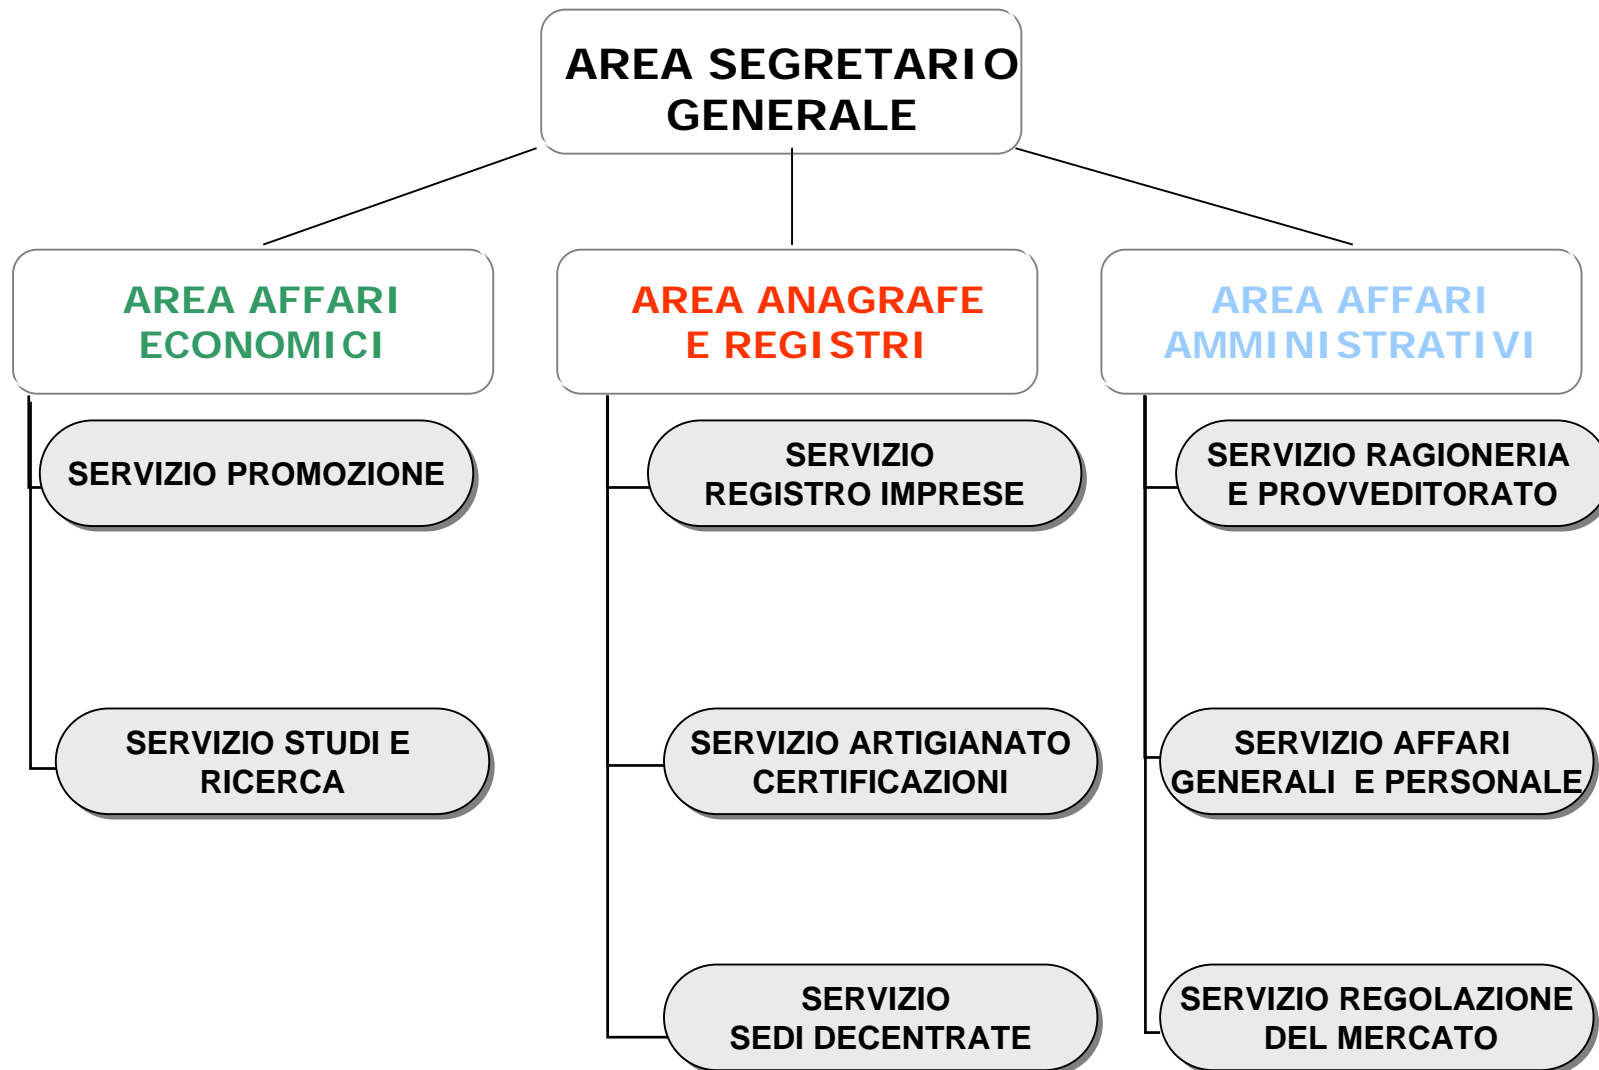 AREA SEGRETARIO
GENERALE
AREA AFFARI
ECONOMICI
AREA ANAGRAFE
E REGISTRI
AREA AFFARI
AMMINISTRATIVI
SERVIZIO PROMOZIONE
SERVIZIO
REGISTRO IMPRESE
SERVIZIO RAGIONERIA
E PROVVEDITORATO
SERVIZIO STUDI E
RICERCA
SERVIZIO ARTIGIANATO
CERTIFICAZIONI
SERVIZIO AFFARI
GENERALI E PERSONALE
SERVIZIO
SEDI DECENTRATE
SERVIZIO REGOLAZIONE
DEL MERCATO